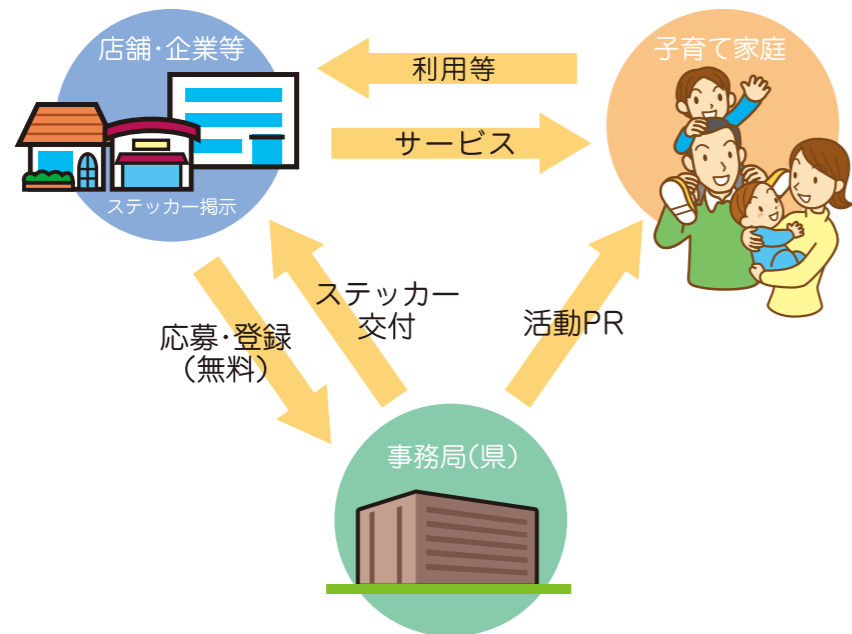 店舗・企業等
子育て家庭
利用等
サービス
ステッカー掲示
ステッカー
交付
応募・登録
(無料)
活動PR
事務局(県)